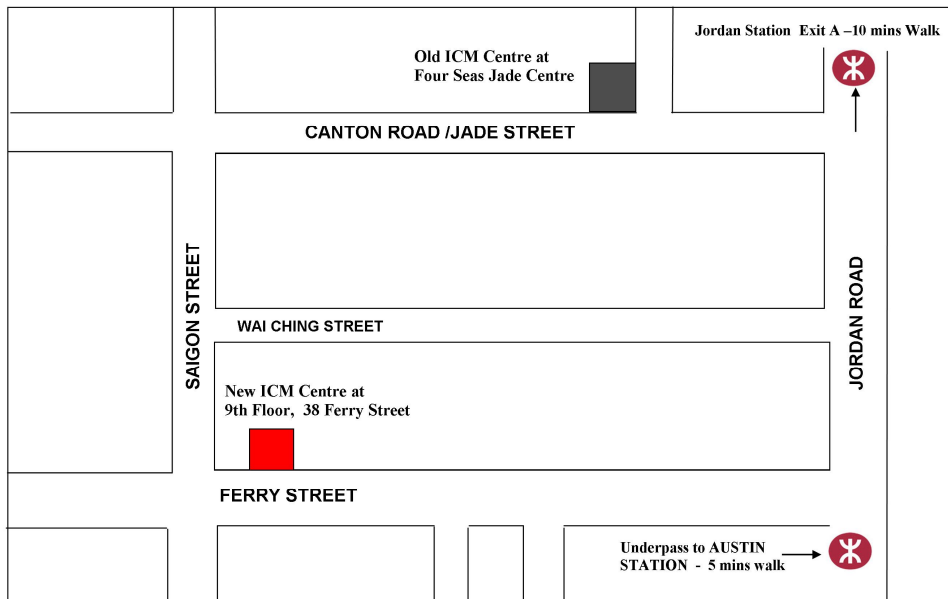 Jordan Station Exit A –10 mins Walk
Old ICM Centre at
Four Seas Jade Centre
CANTON ROAD /JADE STREET
SAIGON STREET
JORDAN ROAD
WAI CHING STREET
New ICM Centre at
9th Floor, 38 Ferry Street
FERRY STREET
Underpass to AUSTIN
STATION - 5 mins walk